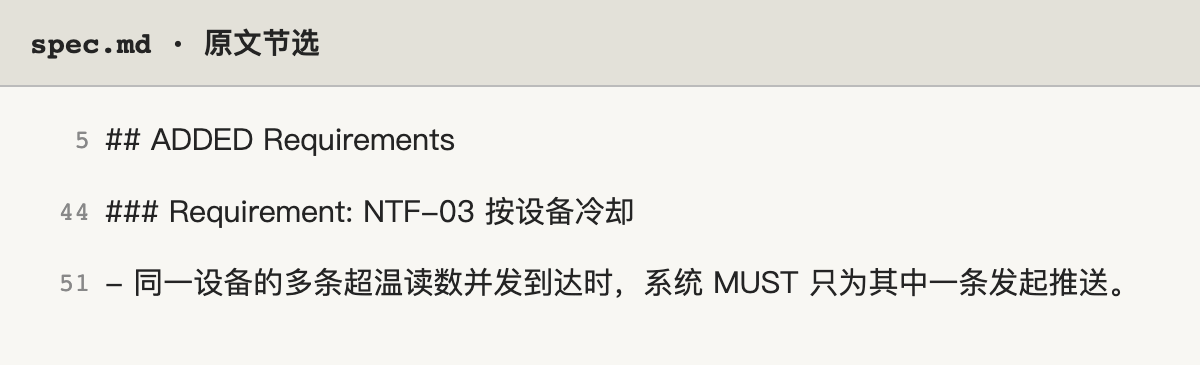 spec.md · 原文节选
5 ## ADDED Requirements
44 ### Requirement: NTF-03 按设备冷却
51 - 同一设备的多条超温读数并发到达时，系统 MUST 只为其中一条发起推送。